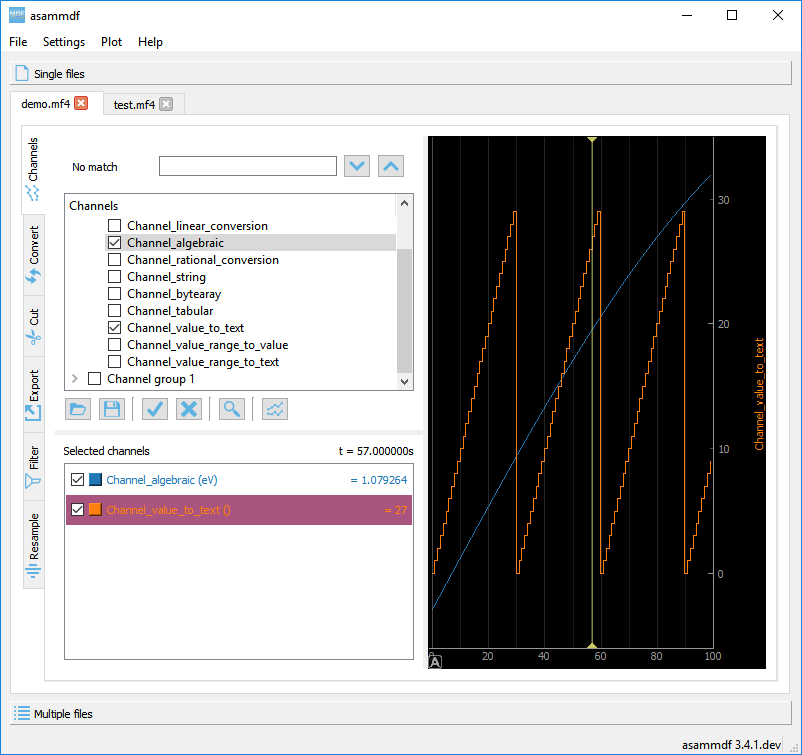 MDF asammdf
File Settings Plot Help
Single files
demo.mf4 test.mf4
Channels
Convert
Cut
Export
Filter
Resample
No match
Channels
Channel_linear_conversion
Channel_algebraic
Channel_rational_conversion
Channel_string
Channel_bytearay
Channel_tabular
Channel_value_to_text
Channel_value_range_to_value
Channel_value_range_to_text
Channel group 1
Selected channels t = 57.000000s
Channel_algebraic (eV) = 1.079264
Channel_value_to_text () = 27
30
20
10
0
Channel_value_to_text
A 20 40 60 80 100
Multiple files
asammdf 3.4.1.dev